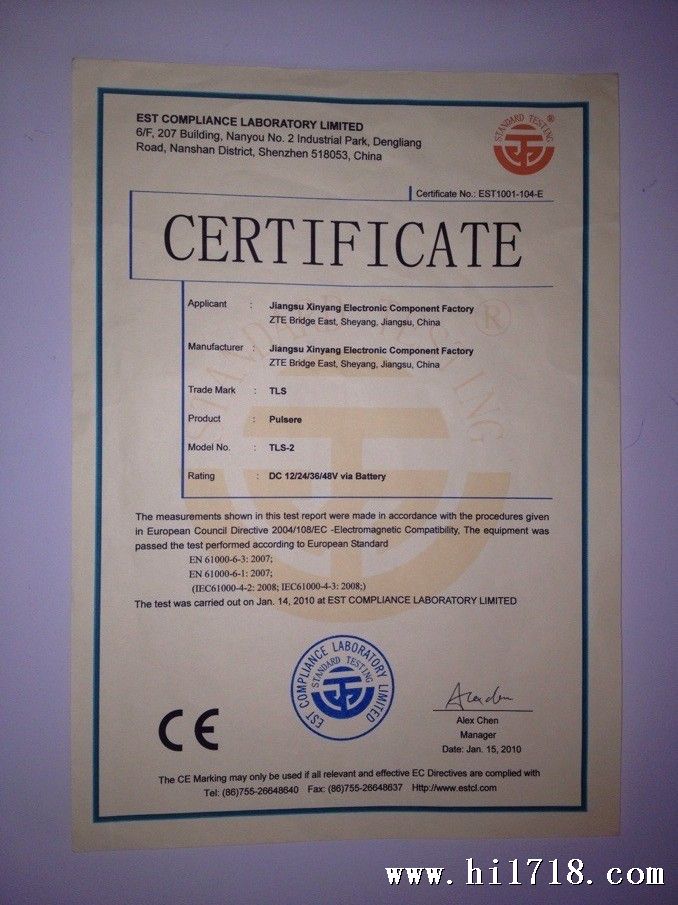 EST COMPLIANCE LABORATORY LIMITED
6/F, 207 Building, Nanyou No. 2 Industrial Park, Dengliang
Road, Nanshan District, Shenzhen 518053, China
STANDARD TESTING ®
Certificate No.: EST1001-104-E
CERTIFICATE
Applicant : Jiangsu Xinyang Electronic Component Factory
ZTE Bridge East, Sheyang, Jiangsu, China
Manufacturer : Jiangsu Xinyang Electronic Component Factory
ZTE Bridge East, Sheyang, Jiangsu, China
Trade Mark : TLS
Product : Pulsere
Model No. : TLS-2
Rating : DC 12/24/36/48V via Battery
The measurements shown in this test report were made in accordance with the procedures given
in European Council Directive 2004/108/EC -Electromagnetic Compatibility, The equipment was
passed the test performed according to European Standard
EN 61000-6-3: 2007;
EN 61000-6-1: 2007;
(IEC61000-4-2: 2008; IEC61000-4-3: 2008;)
The test was carried out on Jan. 14, 2010 at EST COMPLIANCE LABORATORY LIMITED
EST COMPLIANCE LABORATORY LIMITED
STANDARD TESTING
CE
Alex Chen
Manager
Date: Jan. 15, 2010
The CE Marking may only be used if all relevant and effective EC Directives are complied with
Tel: (86)755-26648640 Fax: (86)755-26648637 Http://www.estcl.com
www.hi1718.com